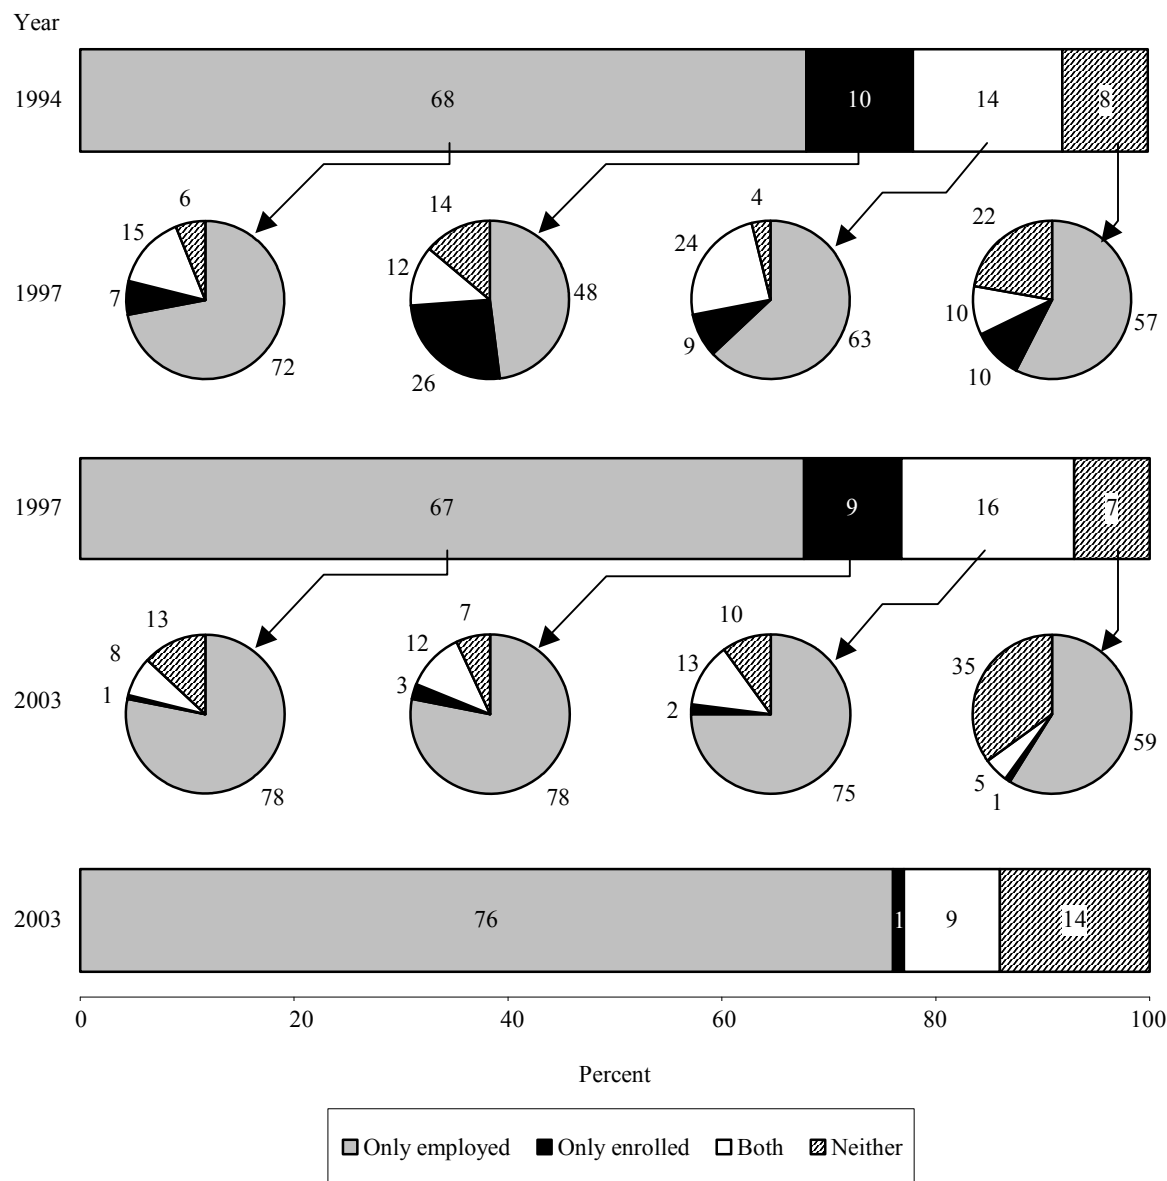 Year
1994 68 10 14 8
6 14 4 22
15 12 24 10
1997 7 48 9 57
72 26 63 10
1997 67 9 16 7
13 7 10 35
8 12 13
1 3 2 59
2003 5
78 78 75 1
2003 76 1 9 14
0 20 40 60 80 100
Percent
Only employed Only enrolled Both Neither